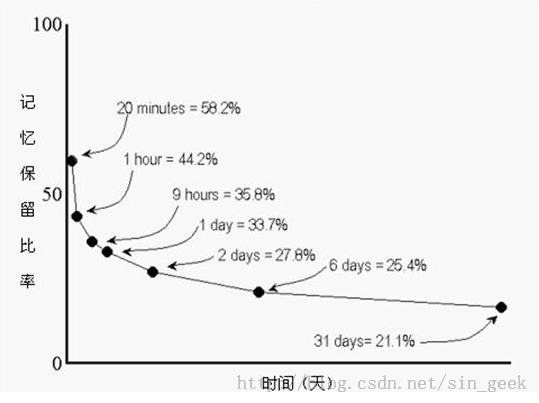 100
20 minutes = 58.2%
记忆保留比率
1 hour = 44.2%
50
9 hours = 35.8%
1 day = 33.7%
2 days = 27.8%
6 days = 25.4%
31 days= 21.1%
0
时间（天）
http://blog.csdn.net/sin_geek